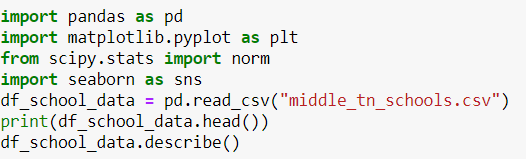 import pandas as pd
import matplotlib.pyplot as plt
from scipy.stats import norm
import seaborn as sns
df_school_data = pd.read_csv("middle_tn_schools.csv")
print(df_school_data.head())
df_school_data.describe()